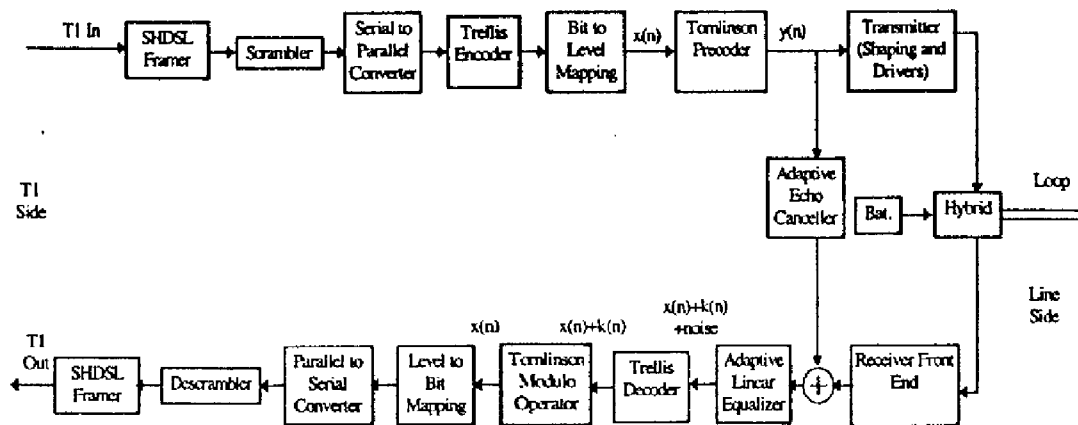 T1 In
SHDSL
Framer
Scrambler
Serial to
Parallel
Converter
Trellis
Encoder
Bit to
Level
Mapping
x(n)
Tomlinson
Precoder
y(n)
Transmitter
(Shaping and
Drivers)
T1
Side
Adaptive
Echo
Canceller
Bat.
Hybrid
Loop
Line
Side
T1
Out
SHDSL
Framer
Descrambler
Parallel to
Serial
Converter
Level to
Bit
Mapping
x(n)
Tomlinson
Modulo
Operator
x(n)+k(n)
Trellis
Decoder
x(n)+k(n)
+noise
Adaptive
Linear
Equalizer
+
Receiver Front
End